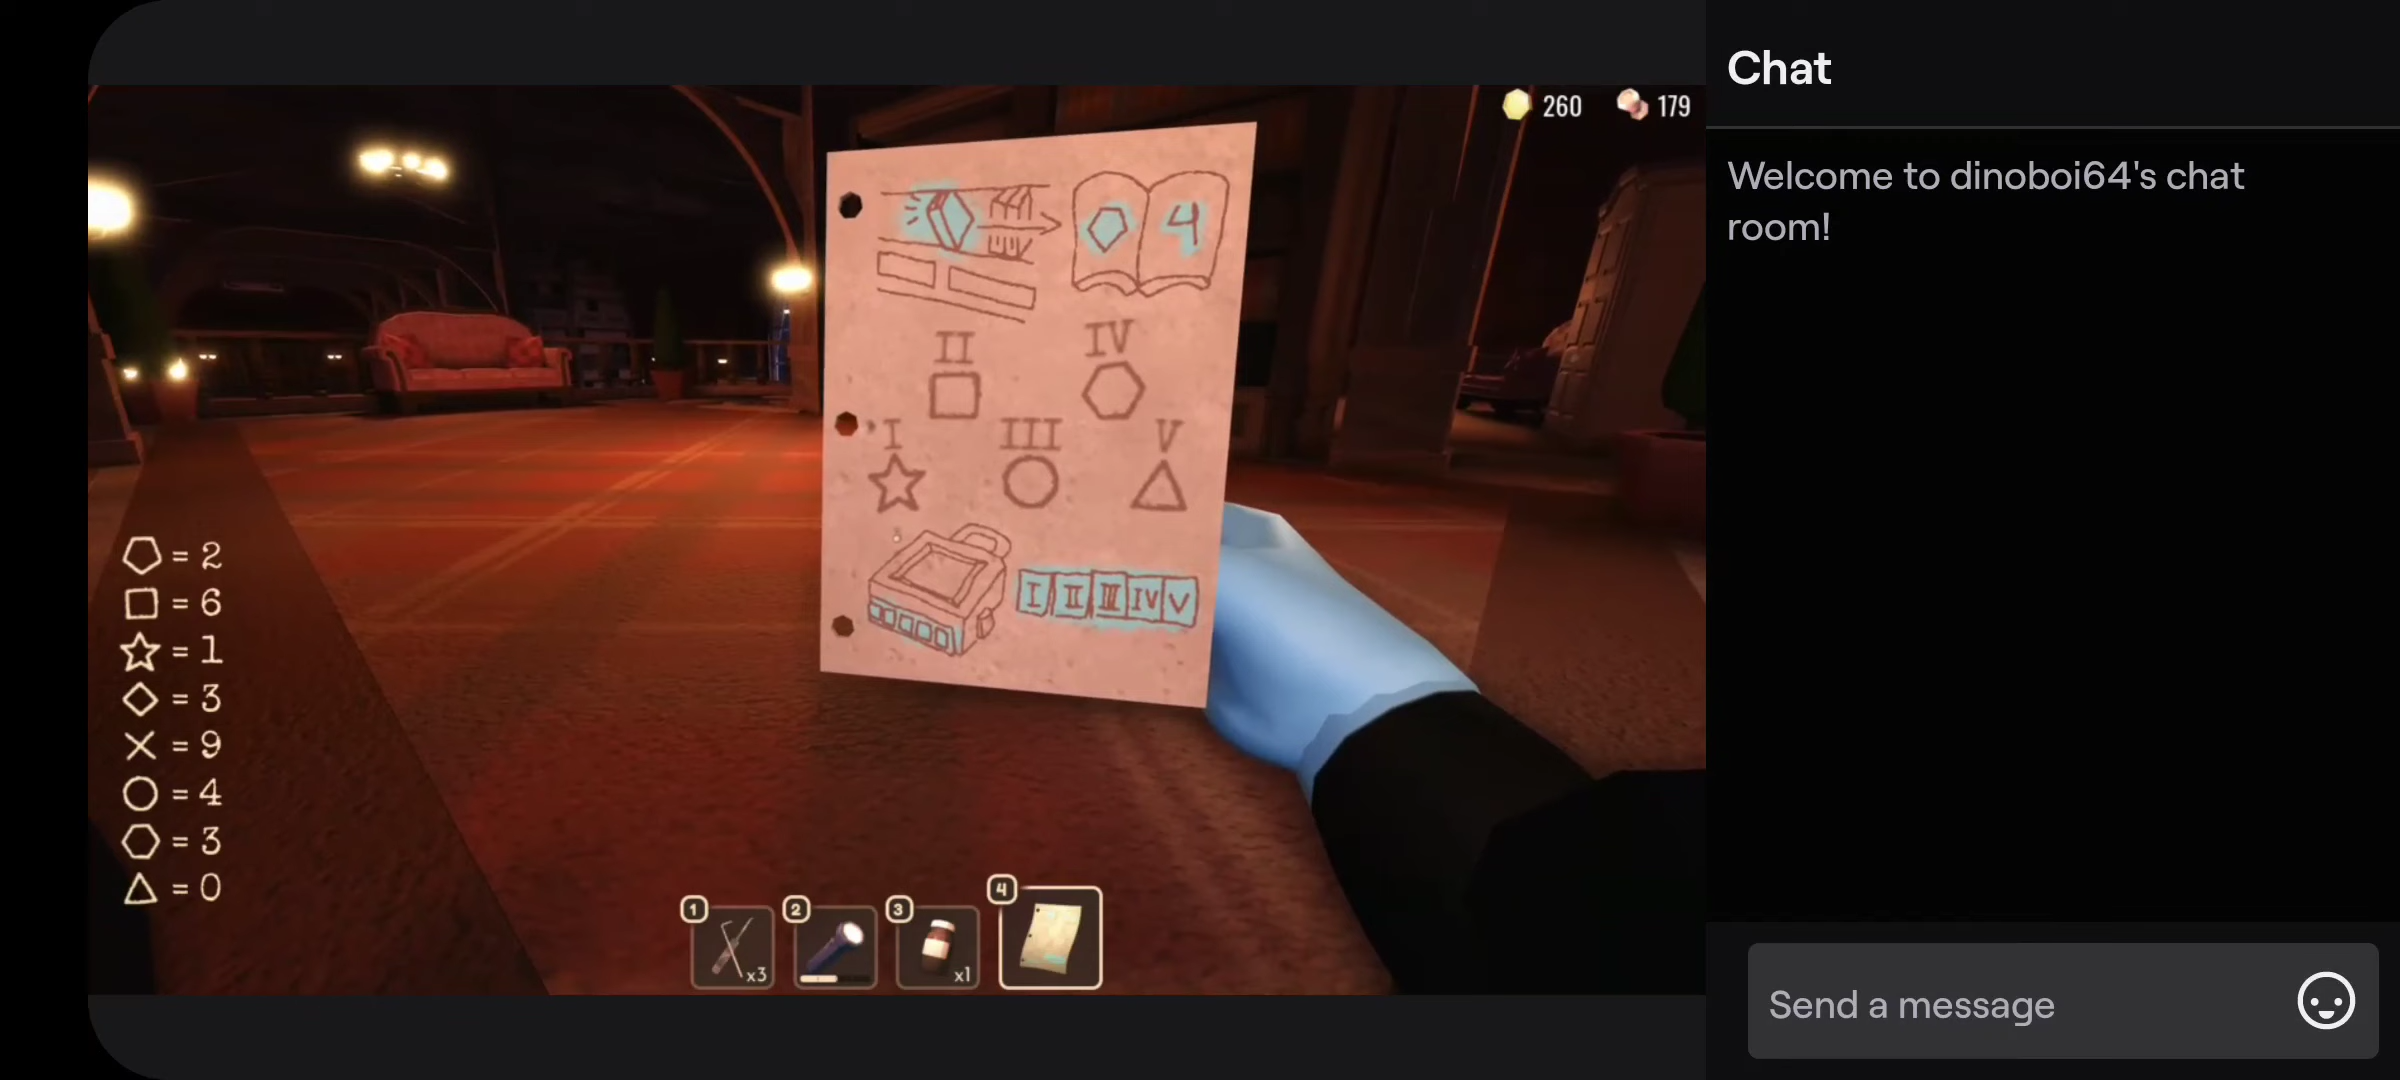 Chat
Welcome to dinoboi64's chat
room!
260 179
4
II IV
I III V
I II III IV V
= 2
= 6
= 1
= 3
= 9
= 4
= 3
= 0
1 2 3 4
x3 x1
Send a message